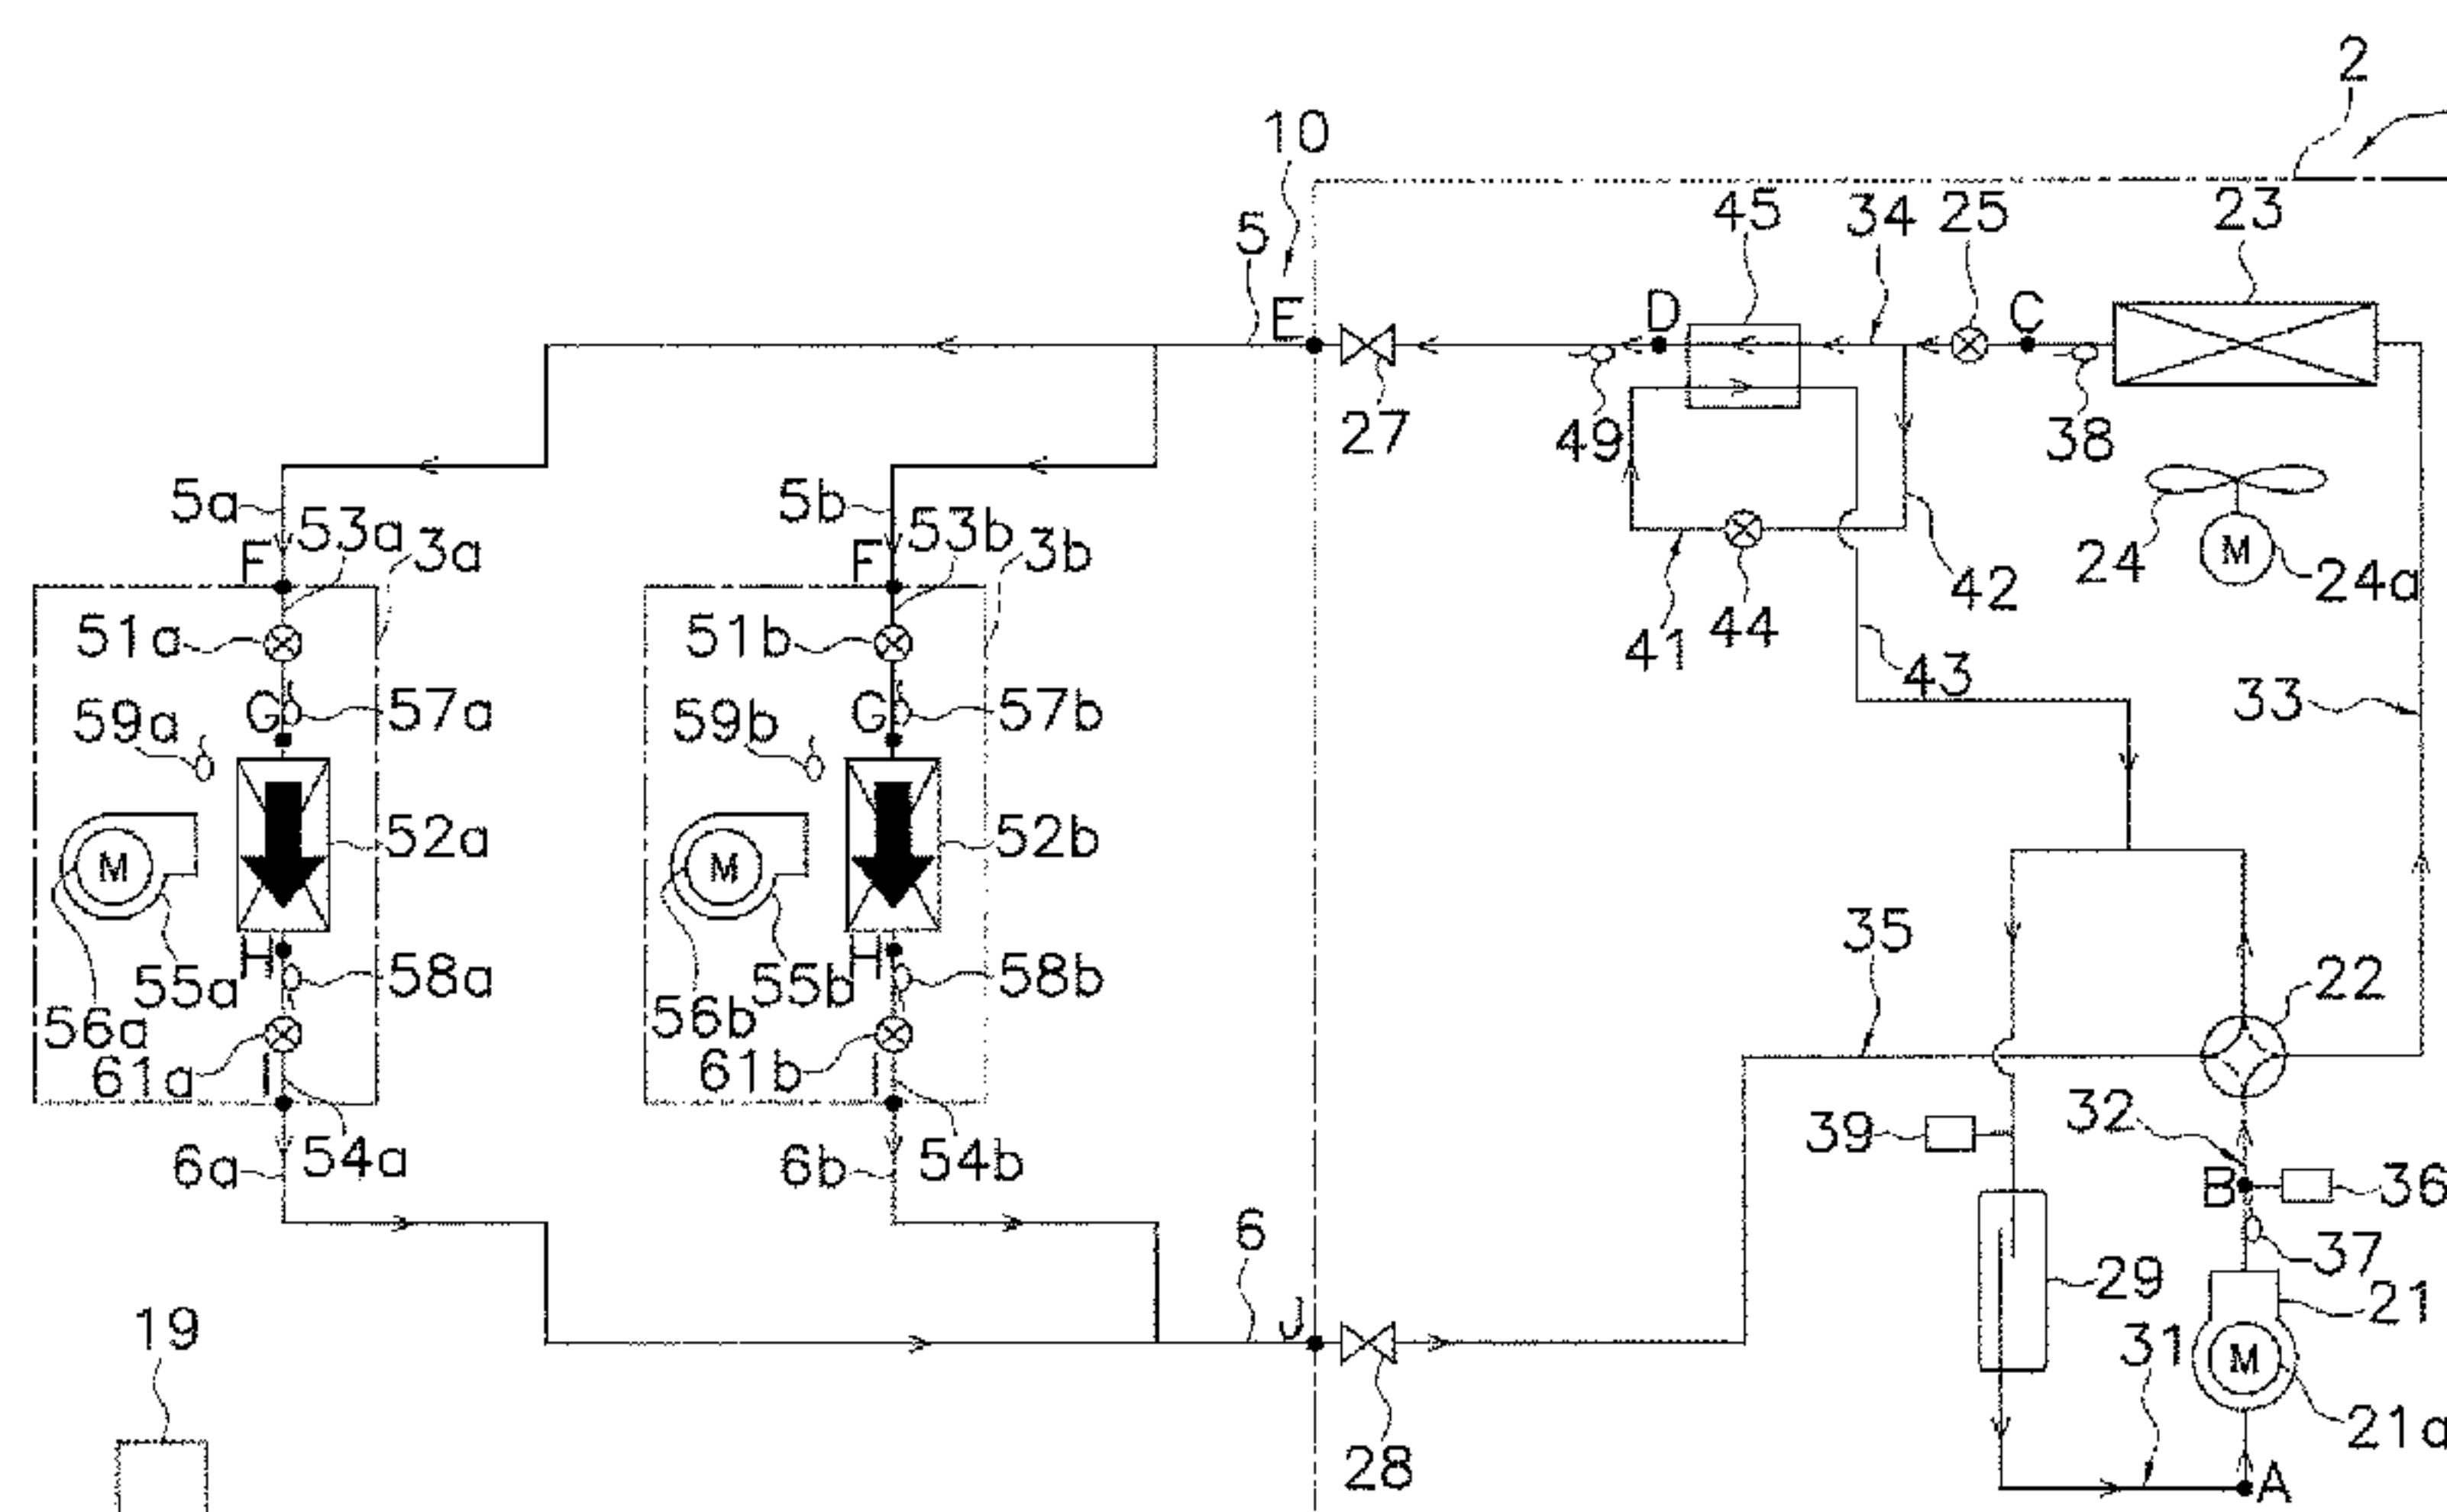 2
10
5
E
27
49
D
45
34
25
C
23
38
24
M
24a
42
44
41
43
33
5a
F
53a
3a
51a
G
57a
59a
M
52a
H
58a
55a
56a
61a
I
54a
6a
5b
F
53b
3b
51b
G
57b
59b
M
52b
H
58b
55b
56b
61b
I
54b
6b
6
J
28
35
22
32
39
B
36
37
29
21
31
M
21a
A
19